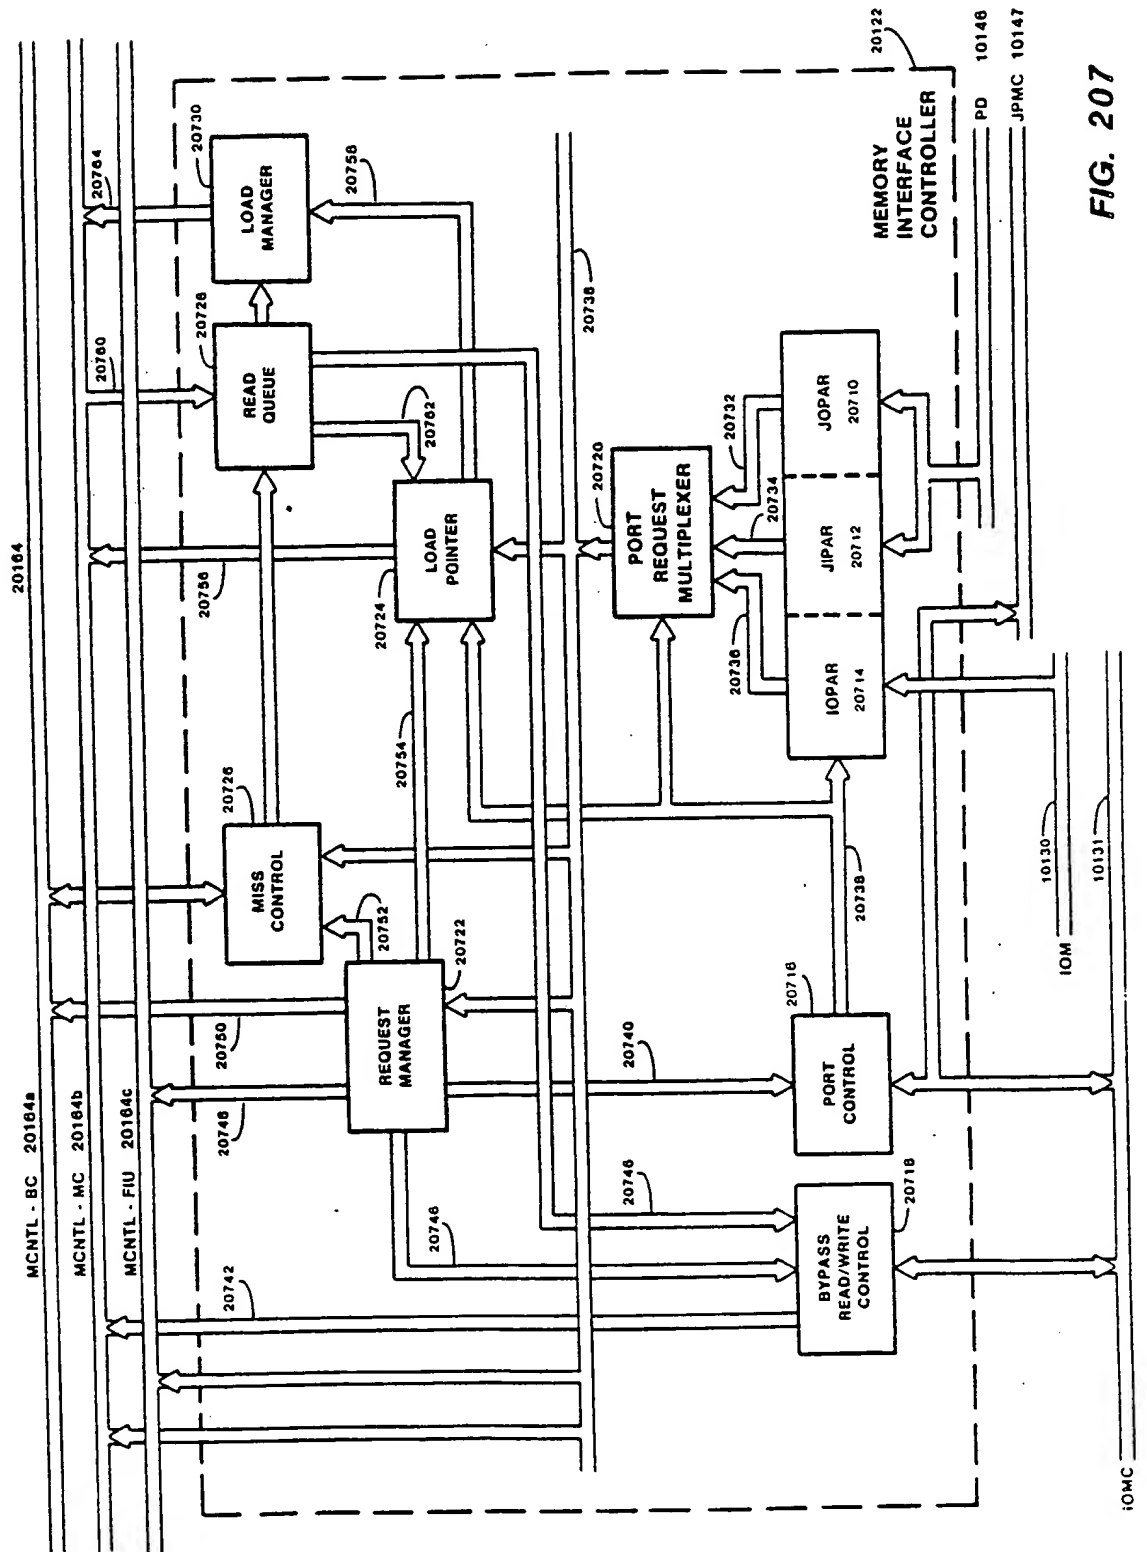 20164
MCNTL - BC 20164a
MCNTL - MC 20164b
MCNTL - FIU 20164c
20742
20748
20750
20756
20760
20764
20122
20726
MISS
CONTROL
20728
READ
QUEUE
20730
LOAD
MANAGER
20752
20754
20762
20758
20722
REQUEST
MANAGER
20724
LOAD
POINTER
20746
20746
20740
20738
20720
PORT
REQUEST
MULTIPLEXER
20736
20734
20732
MEMORY
INTERFACE
CONTROLLER
20718
BYPASS
READ/WRITE
CONTROL
20716
PORT
CONTROL
20738
IOPAR
20714
JIPAR
20712
JOPAR
20710
PD 10146
JPMC 10147
10130
IOM
10131
IOMC
FIG. 207